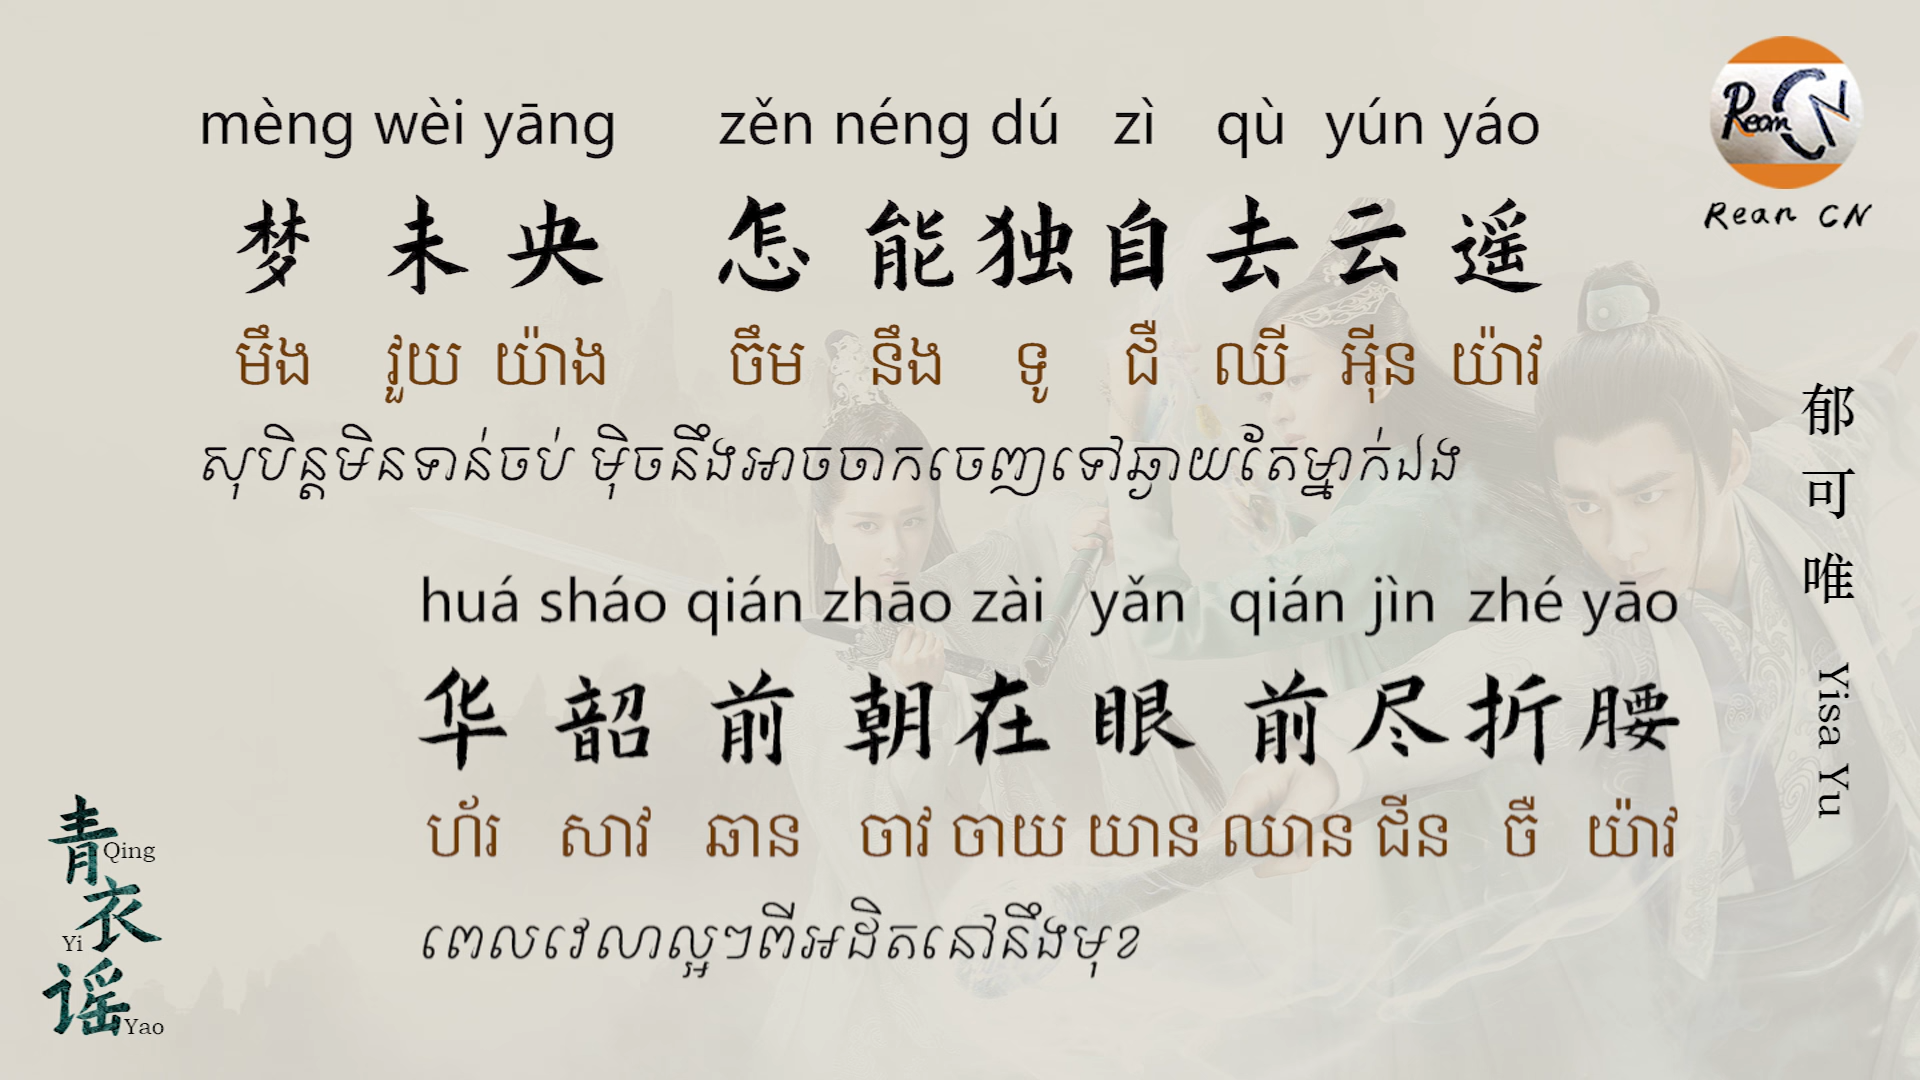 mèng wèi yāng zěn néng dú zì qù yún yáo
梦未央 怎能独自去云遥
មឹង វួយ យ៉ាង ចឹម នឹង ទូ ជឺ ឈី អ៊ីន យ៉ាវ
សុបិន្តមិនទាន់ចប់ ម៉ិចនឹងអាចចាកចេញទៅឆ្ងាយតែម្នាក់ឯង
huá sháo qián zhāo zài yǎn qián jìn zhé yāo
华韶前朝在眼前尽折腰
ហ័រ សាវ ឆាន ចាវ ចាយ យាន ឈាន ជីន ចឺ យ៉ាវ
ពេលវេលាល្អៗពីអដិតនៅនឹងមុខ
Rean CN
Rean CN
郁可唯 Yisa Yu
青 Qing
衣 Yi
谣 Yao